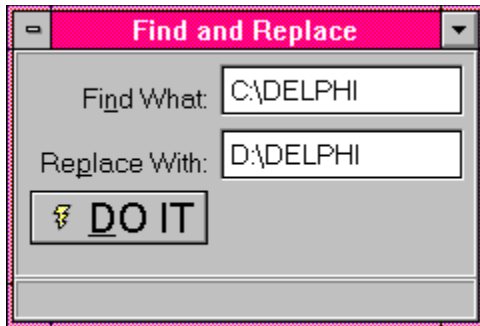 Find and Replace
Find What: C:\DELPHI
Replace With: D:\DELPHI
DO IT